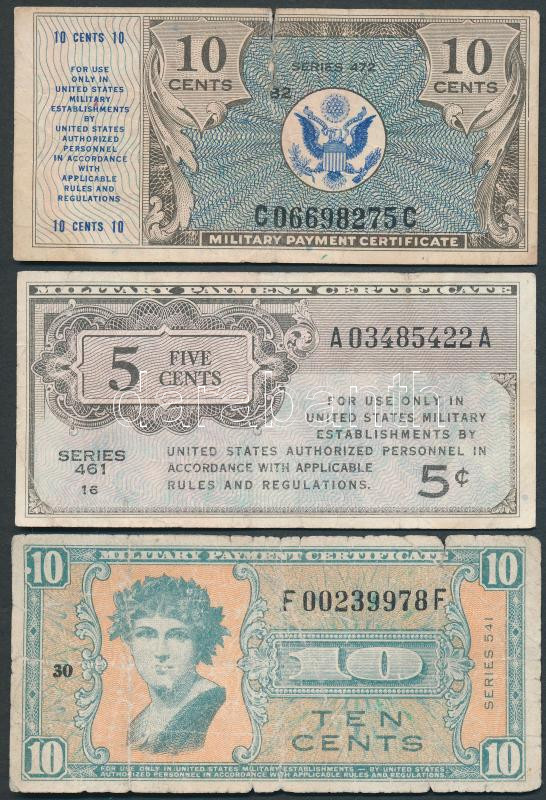 10 CENTS 10
FOR USE
ONLY IN
UNITED STATES
MILITARY
ESTABLISHMENTS
BY
UNITED STATES
AUTHORIZED
PERSONNEL
IN ACCORDANCE
WITH
APPLICABLE
RULES AND
REGULATIONS
10 CENTS 10
10
CENTS
SERIES 472
32
10
CENTS
C06698275C
MILITARY PAYMENT CERTIFICATE
MILITARY PAYMENT CERTIFICATE
5 FIVE
CENTS
A03485422A
SERIES
461
16
FOR USE ONLY IN
UNITED STATES MILITARY
ESTABLISHMENTS BY
UNITED STATES AUTHORIZED PERSONNEL IN
ACCORDANCE WITH APPLICABLE
RULES AND REGULATIONS.
5¢
darabanth
MILITARY PAYMENT CERTIFICATE
10
10
F00239978F
30
10
SERIES 541
TEN
CENTS
10
10
FOR USE ONLY IN UNITED STATES MILITARY ESTABLISHMENTS — BY UNITED STATES
AUTHORIZED PERSONNEL IN ACCORDANCE WITH APPLICABLE RULES AND REGULATIONS.